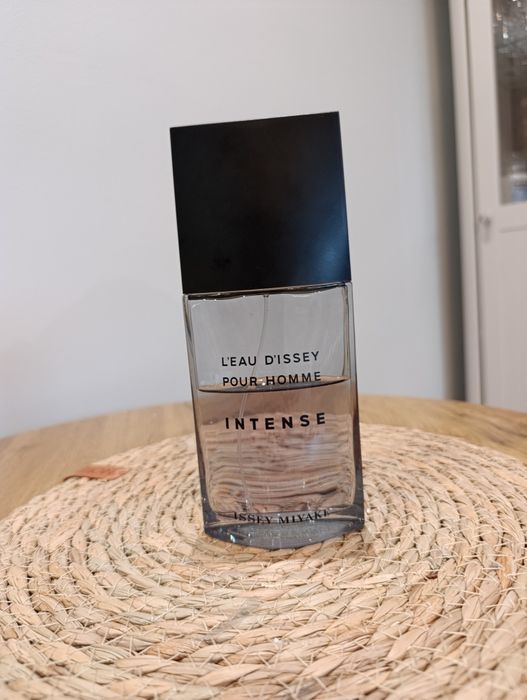 L'EAU D'ISSEY
POUR HOMME
INTENSE
ISSEY MIYAKE